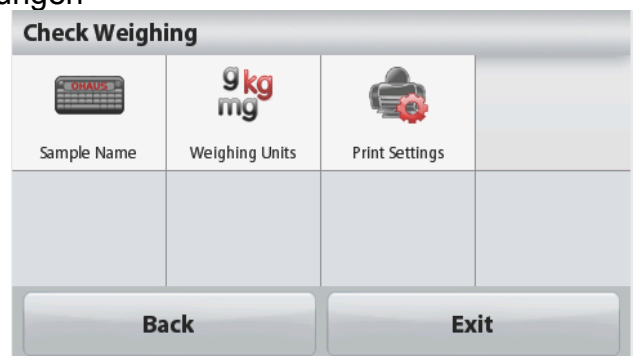 Check Weighing
OHAUS
g kg
mg
Sample Name Weighing Units Print Settings
Back Exit